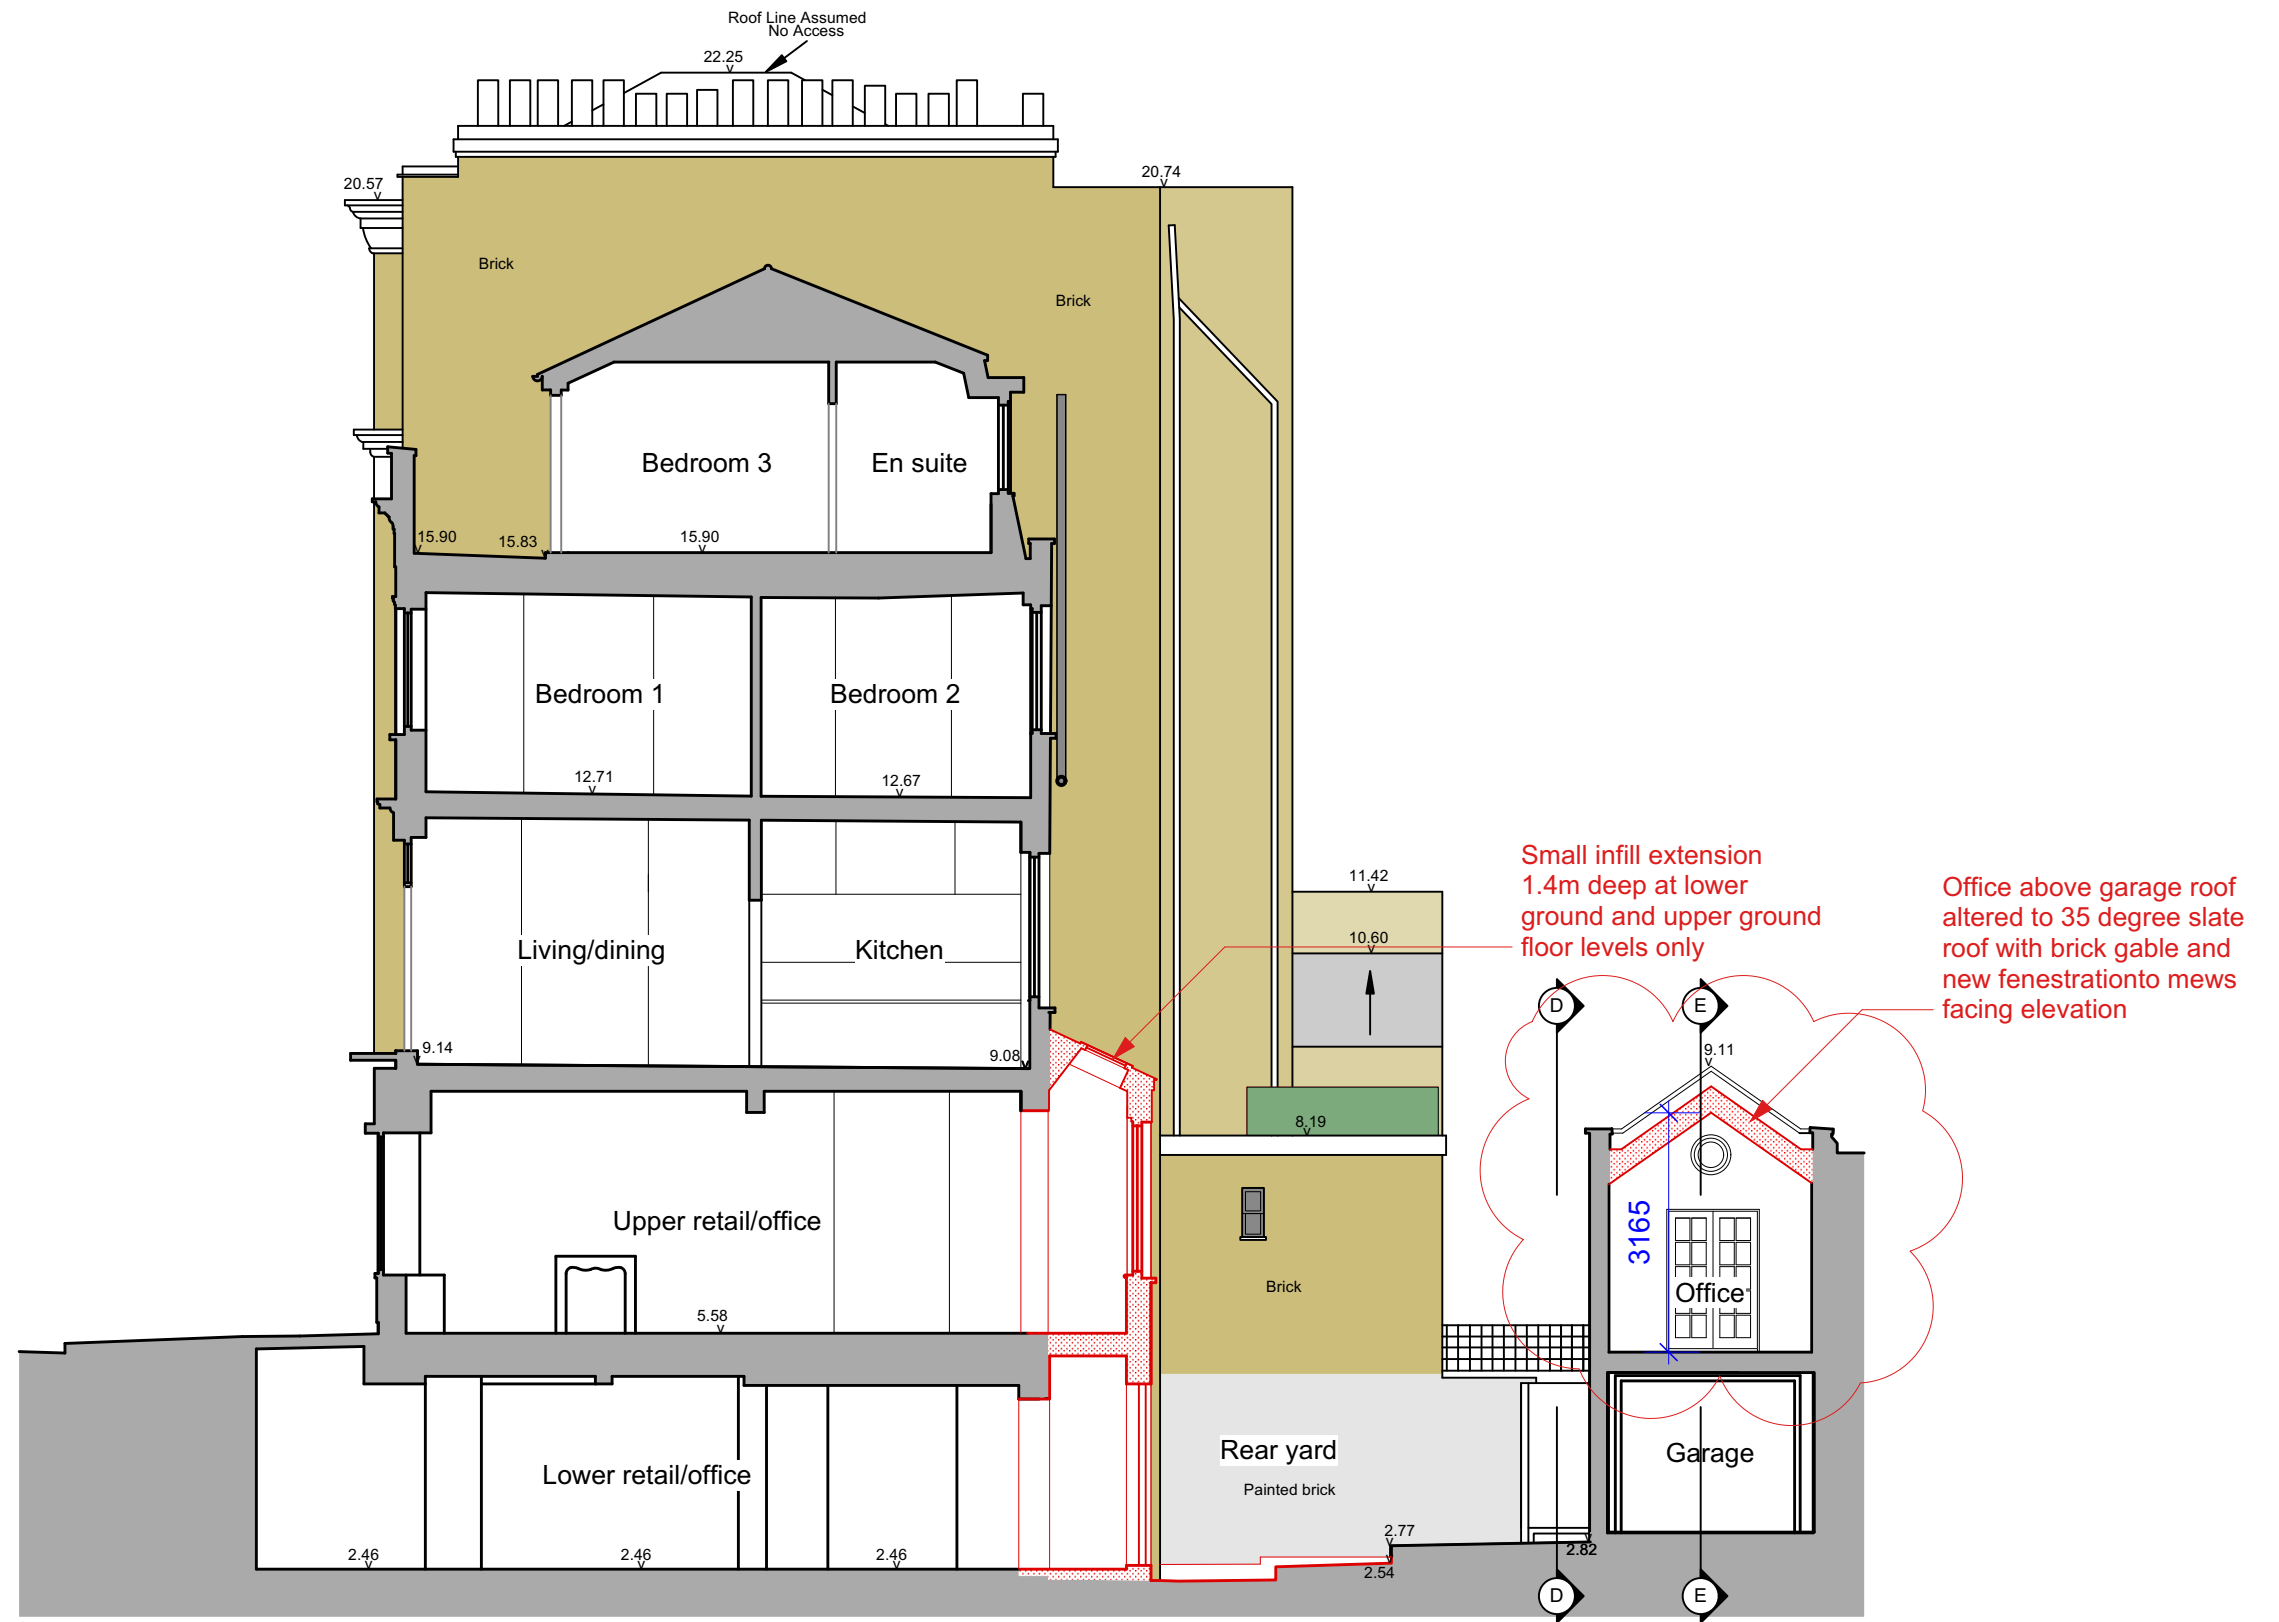 Roof Line Assumed
No Access
22.25
20.57
20.74
Brick
Brick
Bedroom 3
En suite
15.90
15.83
15.90
Bedroom 1
Bedroom 2
12.71
12.67
Small infill extension
1.4m deep at lower
ground and upper ground
floor levels only
Office above garage roof
altered to 35 degree slate
roof with brick gable and
new fenestrationto mews
facing elevation
11.42
10.60
Living/dining
Kitchen
D
E
9.14
9.08
9.11
8.19
Upper retail/office
3165
Brick
Office
5.58
Rear yard
Painted brick
Garage
Lower retail/office
2.46
2.46
2.46
2.77
2.54
2.82
D
E